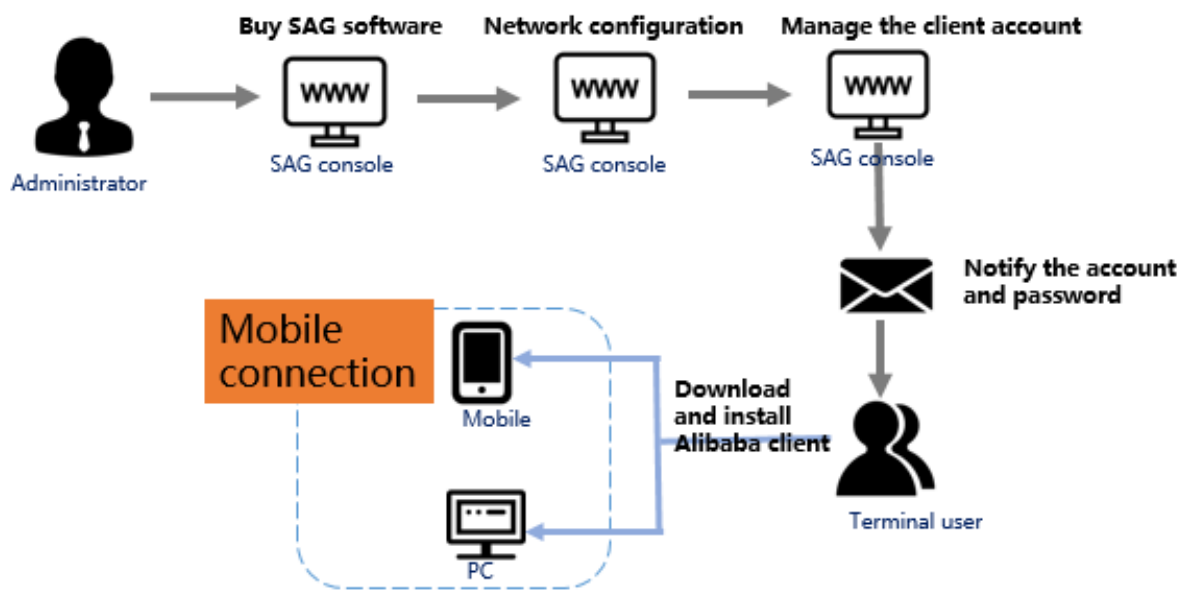 Buy SAG software
Network configuration
Manage the client account
WWW
WWW
WWW
SAG console
SAG console
SAG console
Administrator
Notify the account
and password
Mobile
connection
Mobile
Download
and install
Alibaba client
Terminal user
PC